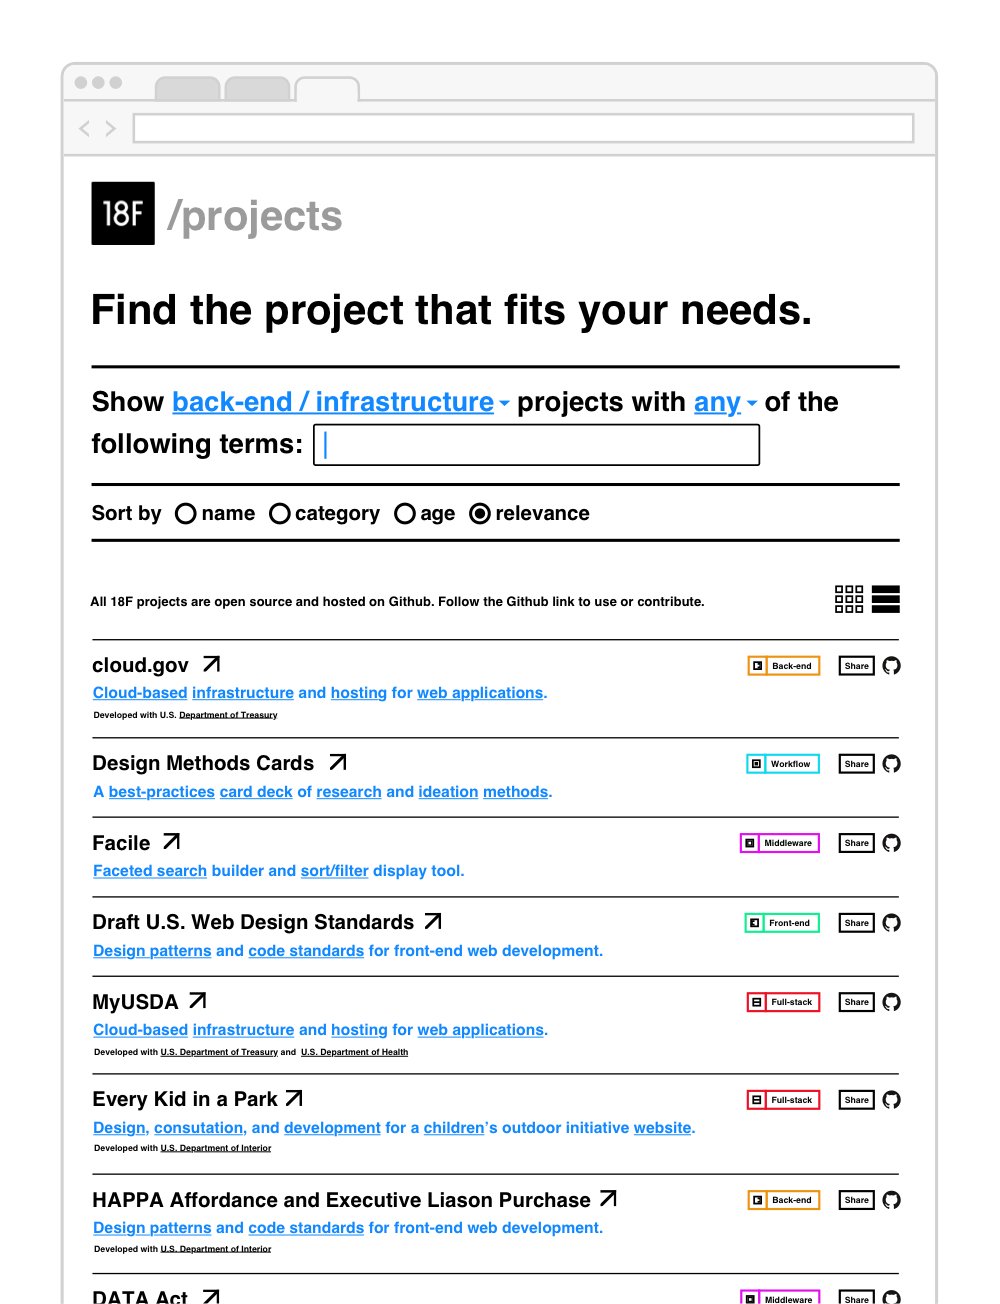 18F /projects
Find the project that fits your needs.
Show back-end / infrastructure projects with any of the
following terms:
Sort by name category age relevance
All 18F projects are open source and hosted on Github. Follow the Github link to use or contribute.
cloud.gov Back-end Share
Cloud-based infrastructure and hosting for web applications.
Developed with U.S. Department of Treasury
Design Methods Cards Workflow Share
A best-practices card deck of research and ideation methods.
Facile Middleware Share
Faceted search builder and sort/filter display tool.
Draft U.S. Web Design Standards Front-end Share
Design patterns and code standards for front-end web development.
MyUSDA Full-stack Share
Cloud-based infrastructure and hosting for web applications.
Developed with U.S. Department of Treasury and U.S. Department of Health
Every Kid in a Park Full-stack Share
Design, consutation, and development for a children's outdoor initiative website.
Developed with U.S. Department of Interior
HAPPA Affordance and Executive Liason Purchase Back-end Share
Design patterns and code standards for front-end web development.
Developed with U.S. Department of Interior
DATA Act Middleware Share